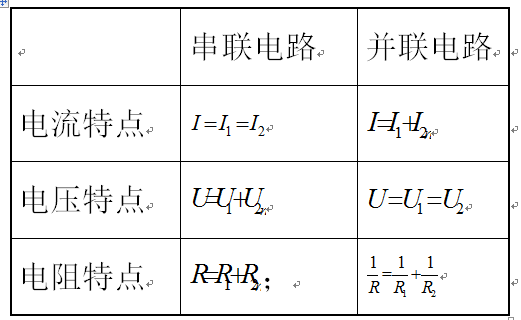 串联电路 并联电路
电流特点 I=I₁=I₂ I=I₁+I₂
电压特点 U=U₁+U₂ U=U₁=U₂
电阻特点 R=R₁+R₂； 1/R=1/R₁+1/R₂